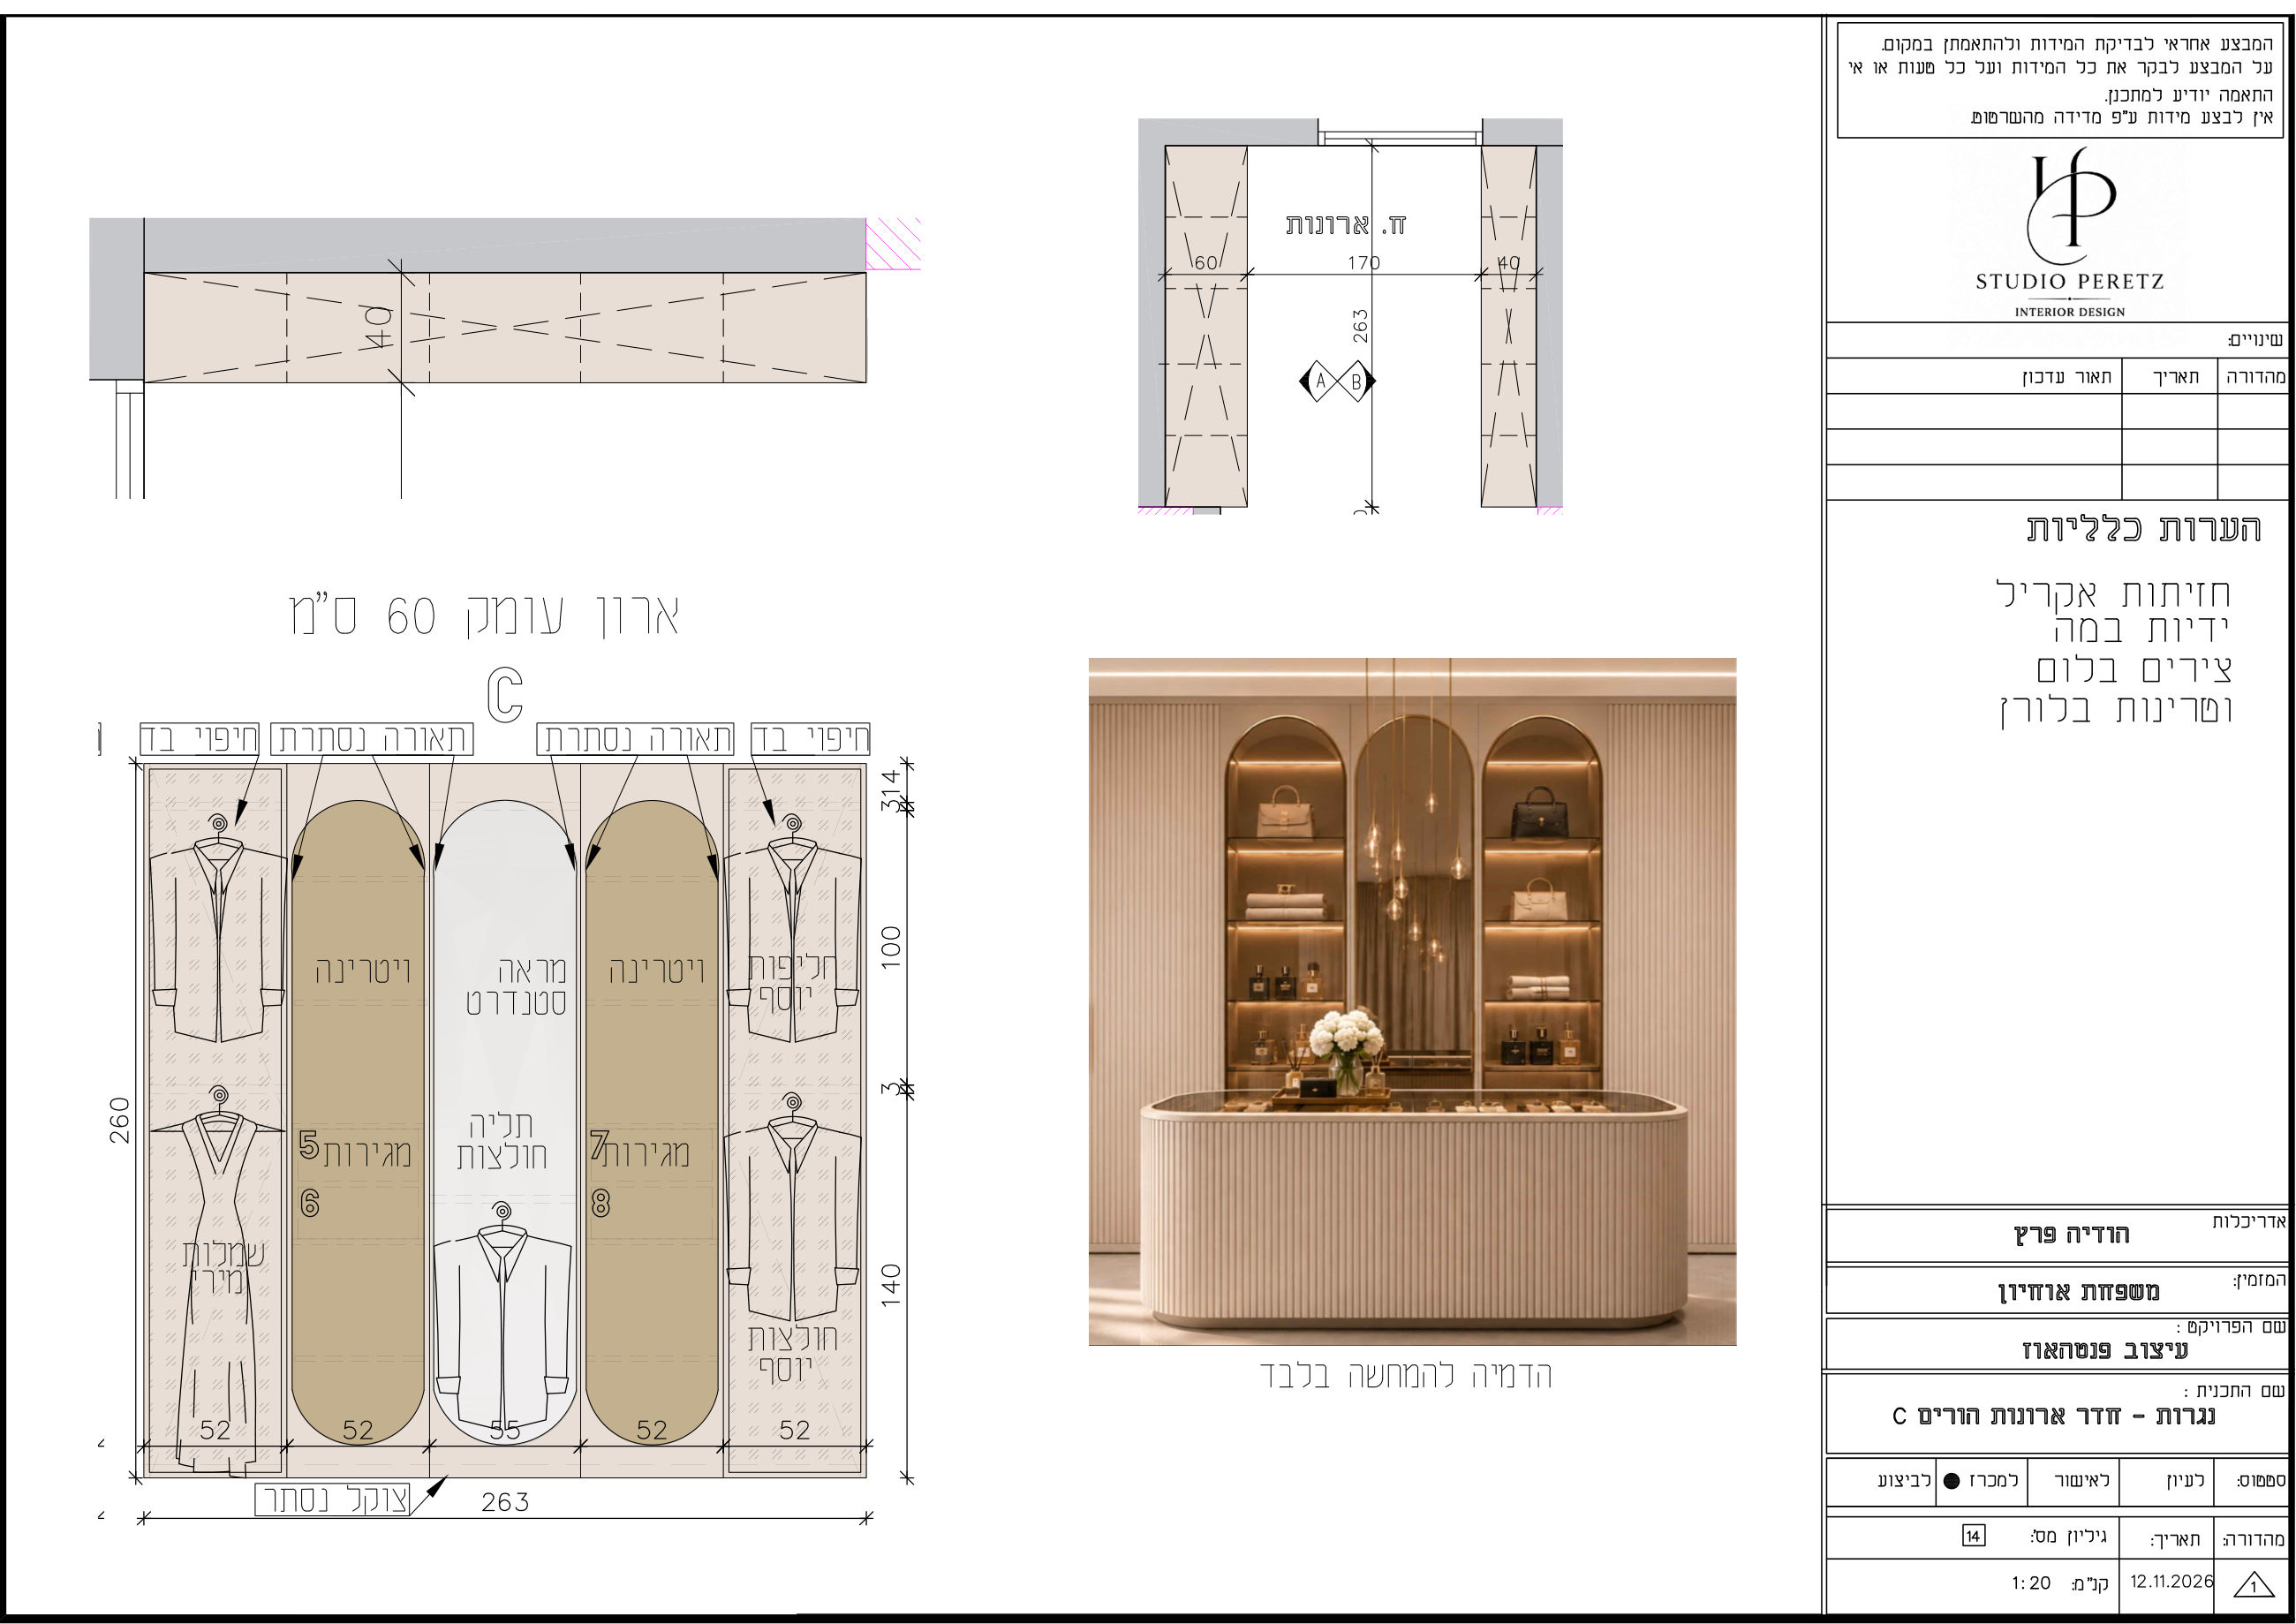 המבצע אחראי לבדיקת המידות ולהתאמתן במקום.
על המבצע לבקר את כל המידות ועל כל טעות או אי
התאמה יודיע למתכנן.
אין לבצע מידות ע"פ מדידה מהשרטוט
STUDIO PERETZ
INTERIOR DESIGN
שינויים:
מהדורה תאריך תאור עדכון
הערות כלליות
חזיתות אקריל
ידיות במה
צירים בלום
וטרינות בלורן
אדריכלות
הודיה פרץ
המזמין:
משפחת אוחיון
שם הפרויקט :
עיצוב פנטהאוז
שם התכנית :
נגרות - חדר ארונות הורים C
סטטוס: לעיון לאישור למכרז לביצוע
מהדורה: תאריך: גיליון מס': 14
1 12.11.2026 קנ"מ: 1:20
ח. ארונות
60 170 40
263
A B
40
ארון עומק 60 ס"מ
C
חיפוי בד תאורה נסתרת תאורה נסתרת חיפוי בד
314
3
100
3
140
260
ויטרינה
מראה
סטנדרט
ויטרינה
חליפות
יוסף
תליה
חולצות
5 מגירות
6
7 מגירות
8
שמלות
מירי
חולצות
יוסף
52 52 55 52 52
צוקל נסתר
263
הדמיה להמחשה בלבד